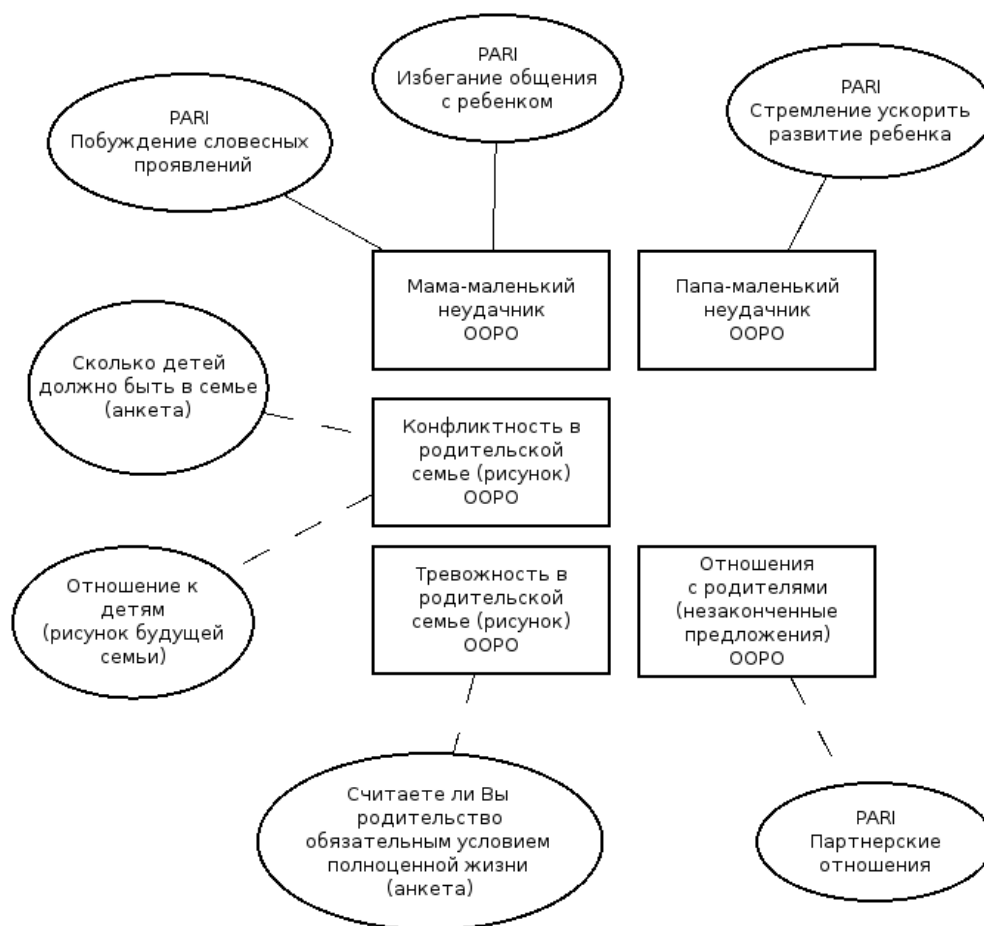 PARI
Избегание общения
с ребенком
PARI
Побуждение словесных
проявлений
PARI
Стремление ускорить
развитие ребенка
Мама-маленький
неудачник
ООРО
Папа-маленький
неудачник
ООРО
Сколько детей
должно быть в семье
(анкета)
Конфликтность в
родительской
семье (рисунок)
ООРО
Отношение к
детям
(рисунок будущей
семьи)
Тревожность в
родительской
семье (рисунок)
ООРО
Отношения
с родителями
(незаконченные
предложения)
ООРО
Считаете ли Вы
родительство
обязательным условием
полноценной жизни
(анкета)
PARI
Партнерские
отношения